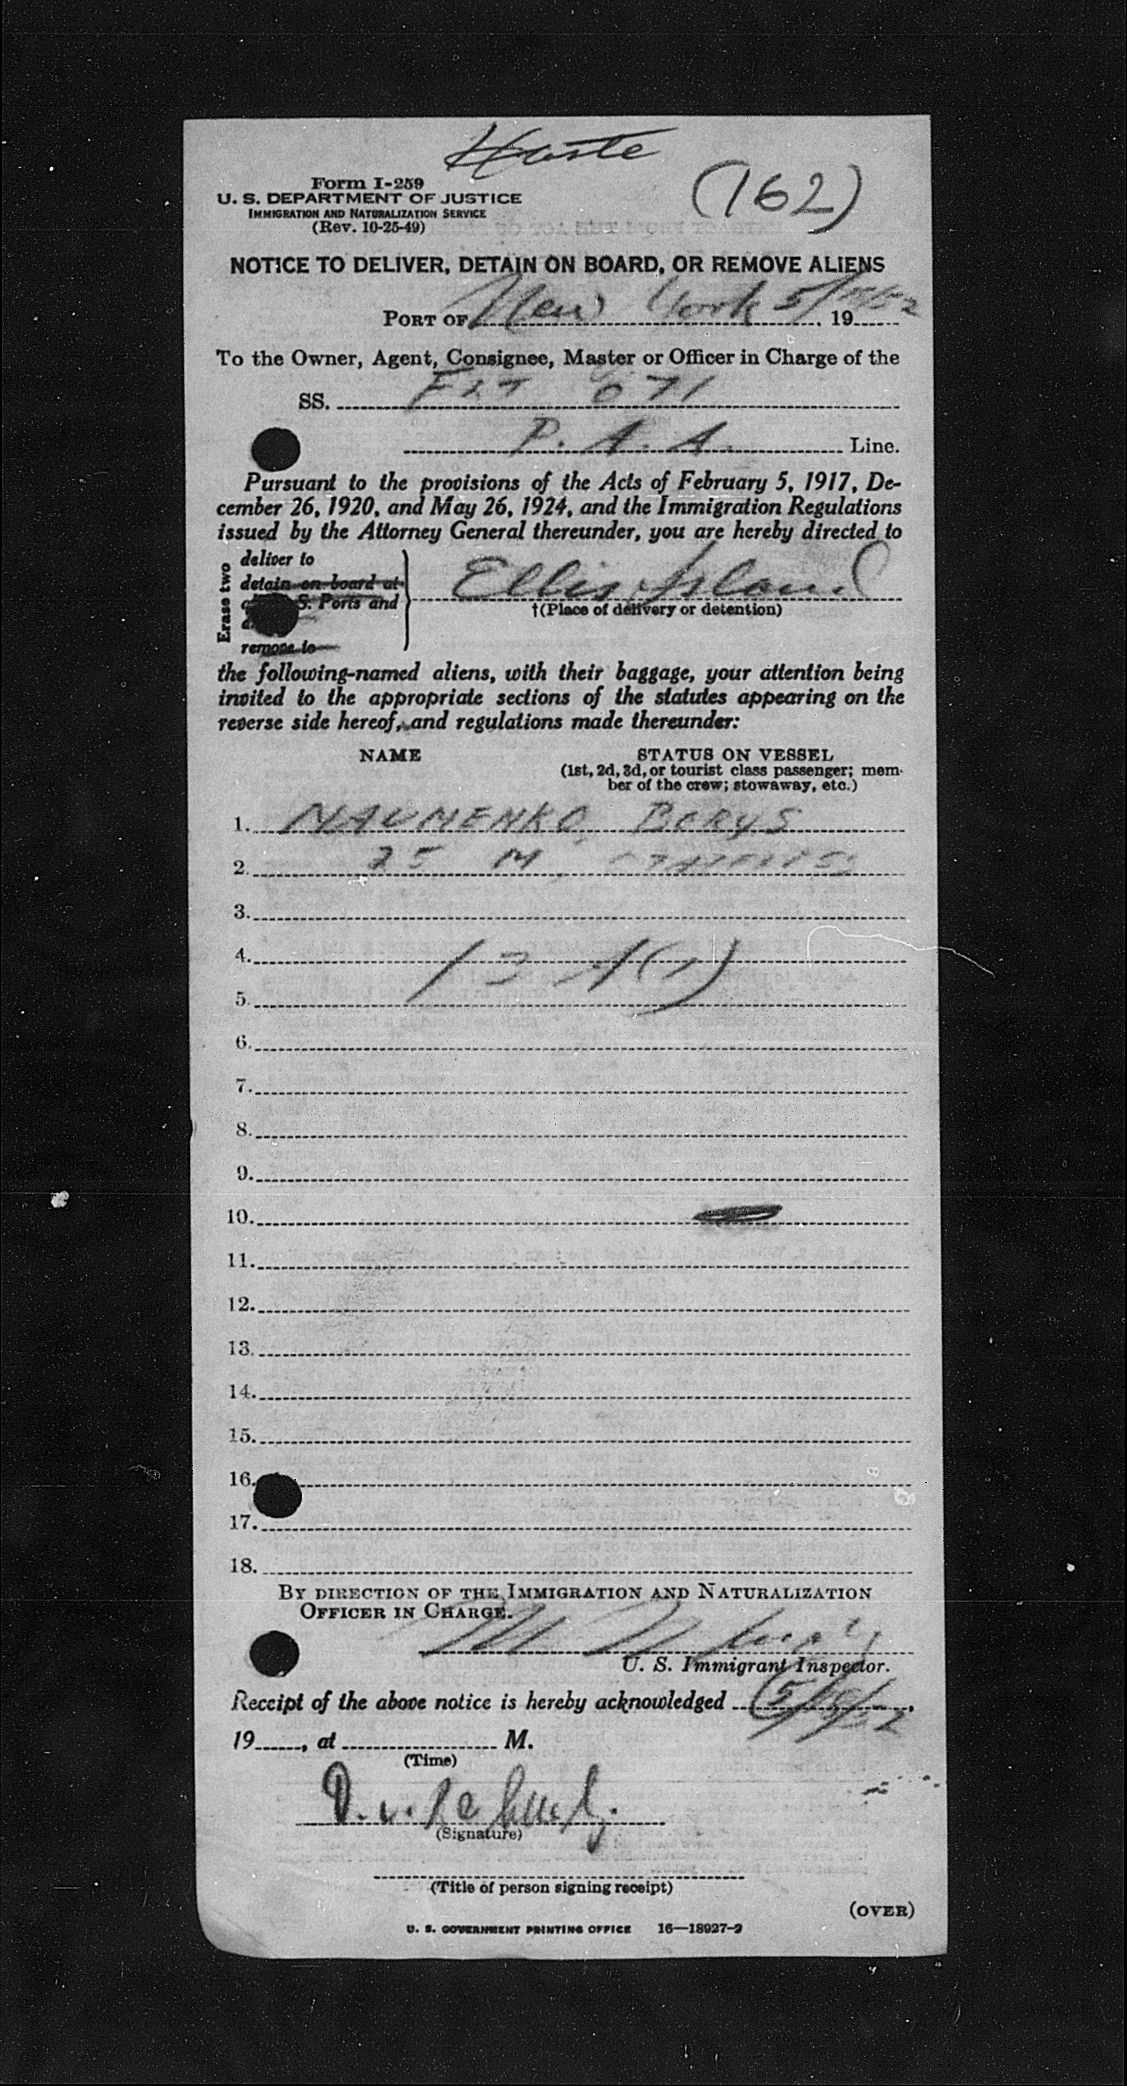 Haste
(162)
Form I-259
U. S. DEPARTMENT OF JUSTICE
IMMIGRATION AND NATURALIZATION SERVICE
(Rev. 10-25-49)
NOTICE TO DELIVER, DETAIN ON BOARD, OR REMOVE ALIENS
PORT OF New York 5/ /52, 19
To the Owner, Agent, Consignee, Master or Officer in Charge of the
SS. FLT 071
P. A. A. Line.
Pursuant to the provisions of the Acts of February 5, 1917, De-
cember 26, 1920, and May 26, 1924, and the Immigration Regulations
issued by the Attorney General thereunder, you are hereby directed to
Erase two
deliver to
detain on board at
S. Ports and
remove to
Ellis Island
†(Place of delivery or detention)
the following-named aliens, with their baggage, your attention being
invited to the appropriate sections of the statutes appearing on the
reverse side hereof, and regulations made thereunder:
NAME STATUS ON VESSEL
(1st, 2d, 3d, or tourist class passenger; mem-
ber of the crew; stowaway, etc.)
1. NAUMENKO, BORYS
2. 25 M,
3.
4.
5.
6.
7.
8.
9.
10.
11.
12.
13.
14.
15.
16.
17.
18.
BY DIRECTION OF THE IMMIGRATION AND NATURALIZATION
OFFICER IN CHARGE.
U. S. Immigrant Inspector.
Receipt of the above notice is hereby acknowledged
19, at M.
(Time)
(Signature)
(Title of person signing receipt)
(OVER)
U. S. GOVERNMENT PRINTING OFFICE 16—18927-2